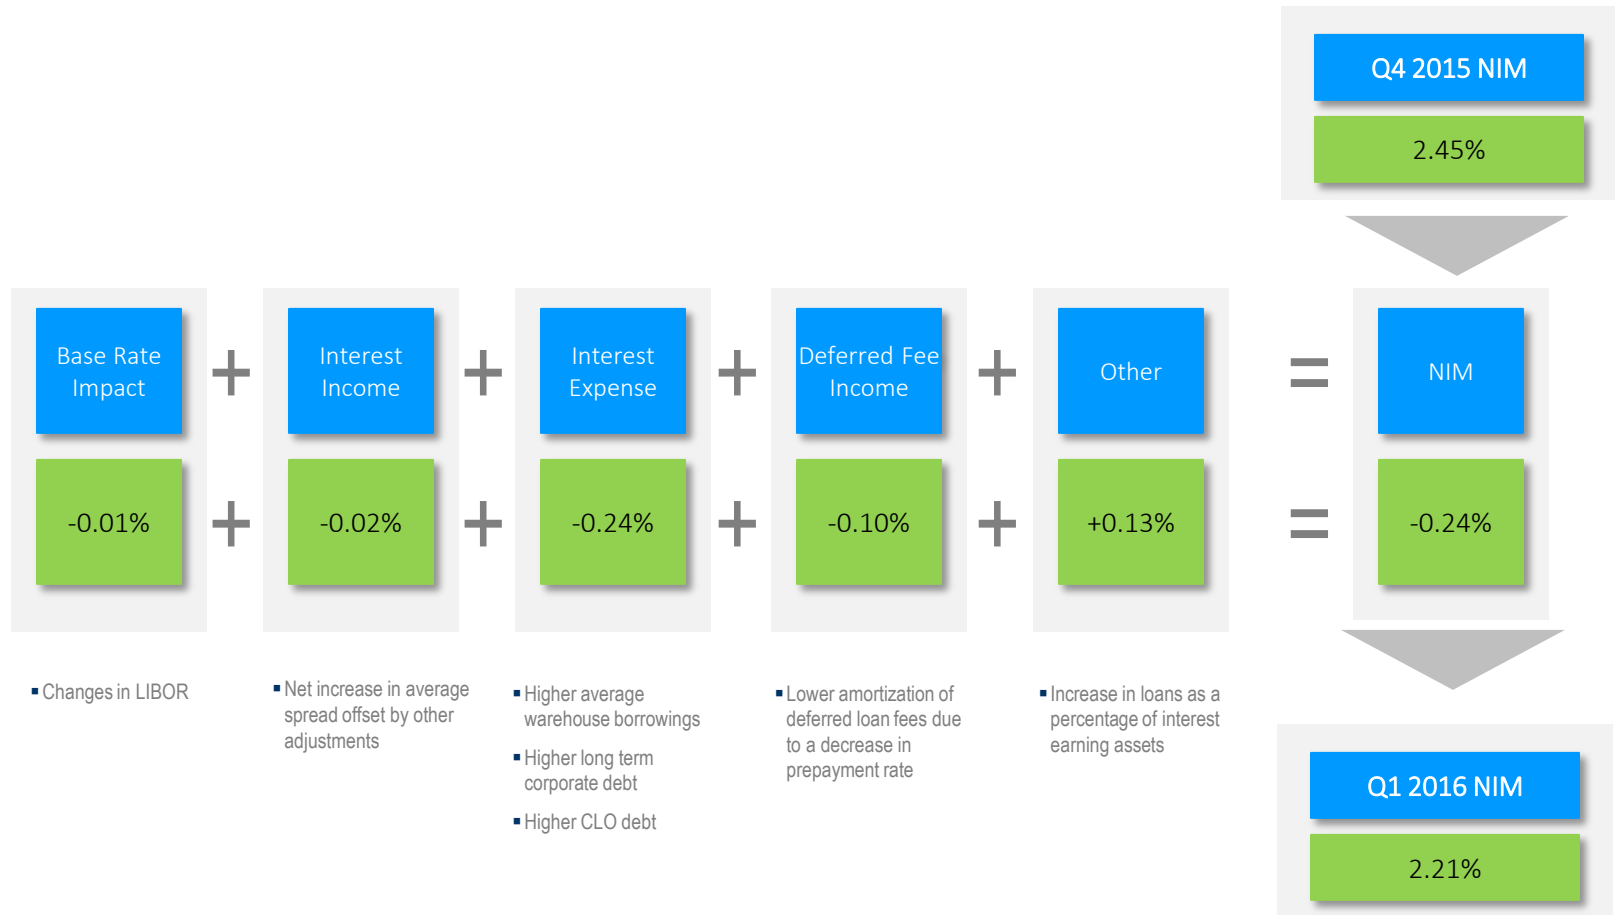 Q4 2015 NIM
2.45%
Base Rate
Impact
+
Interest
Income
+
Interest
Expense
+
Deferred Fee
Income
+
Other
=
NIM
-0.01%
+
-0.02%
+
-0.24%
+
-0.10%
+
+0.13%
=
-0.24%
▪ Changes in LIBOR
▪ Net increase in average
spread offset by other
adjustments
▪ Higher average
warehouse borrowings
▪ Higher long term
corporate debt
▪ Higher CLO debt
▪ Lower amortization of
deferred loan fees due
to a decrease in
prepayment rate
▪ Increase in loans as a
percentage of interest
earning assets
Q1 2016 NIM
2.21%